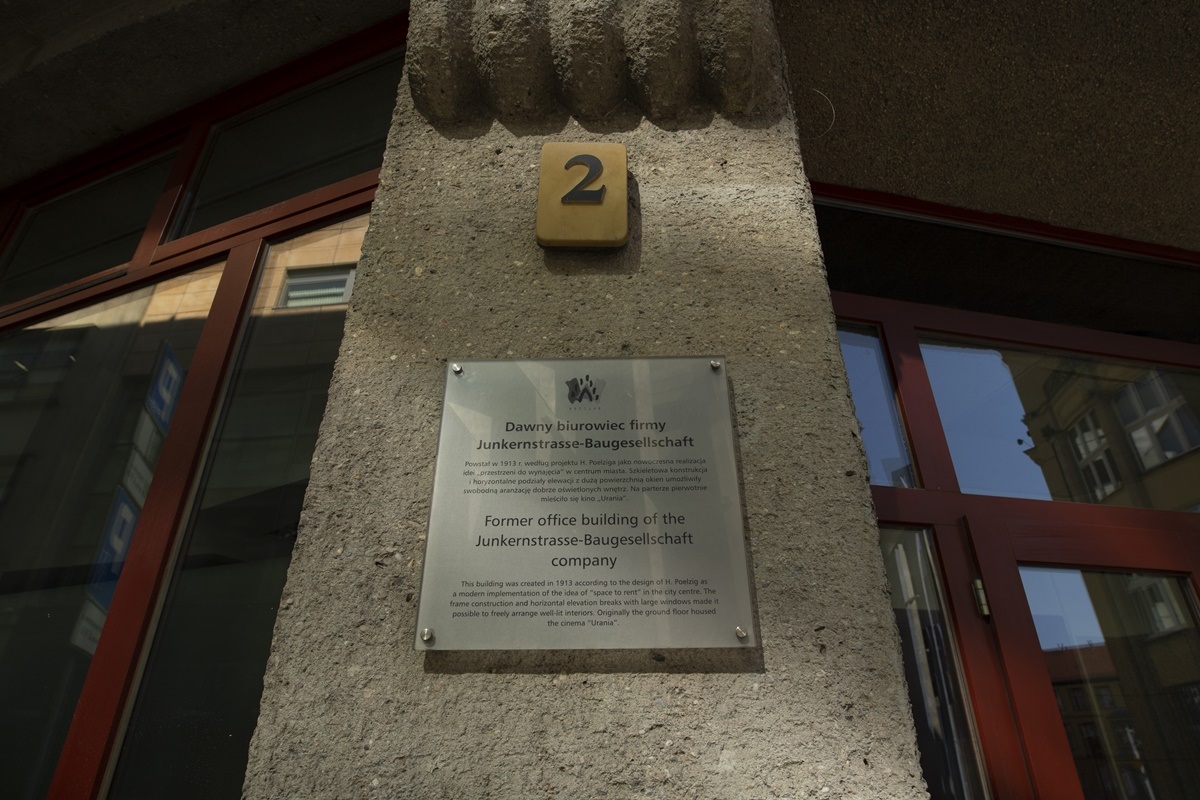 2
Dawny biurowiec firmy
Junkernstrasse-Baugesellschaft
Powstał w 1913 r. według projektu H. Poelziga jako nowoczesna realizacja
idei „przestrzeni do wynajęcia” w centrum miasta. Szkieletowa konstrukcja
i horyzontalne podziały elewacji z dużą powierzchnią okien umożliwiły
swobodną aranżację dobrze oświetlonych wnętrz. Na parterze pierwotnie
mieściło się kino „Urania”.
Former office building of the
Junkernstrasse-Baugesellschaft
company
This building was created in 1913 according to the design of H. Poelzig as
a modern implementation of the idea of “space to rent” in the city centre. The
frame construction and horizontal elevation breaks with large windows made it
possible to freely arrange well-lit interiors. Originally the ground floor housed
the cinema “Urania”.